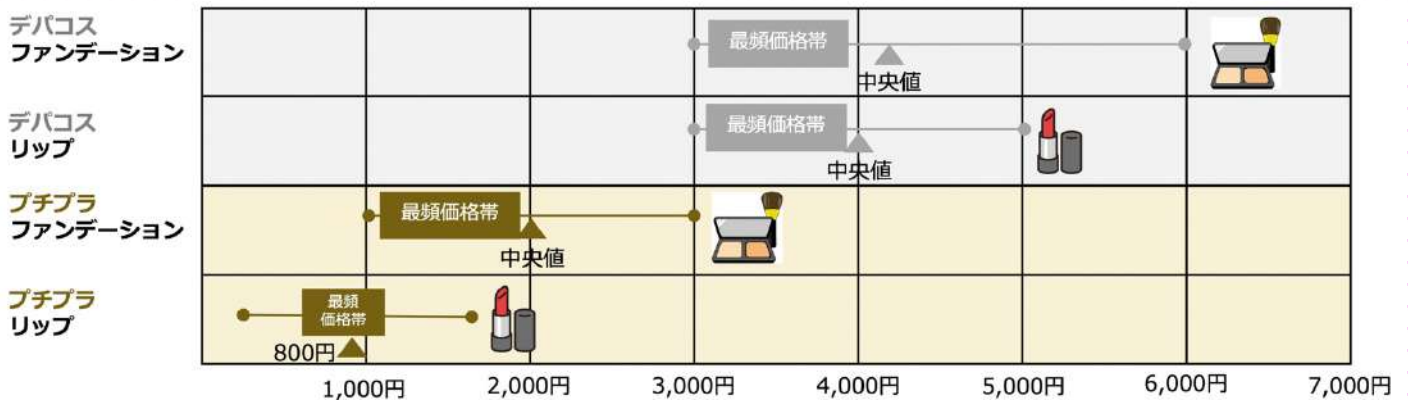 デパコス
ファンデーション
最頻価格帯
中央値
デパコス
リップ
最頻価格帯
中央値
プチプラ
ファンデーション
最頻価格帯
中央値
プチプラ
リップ
最頻
価格帯
800円
1,000円
2,000円
3,000円
4,000円
5,000円
6,000円
7,000円